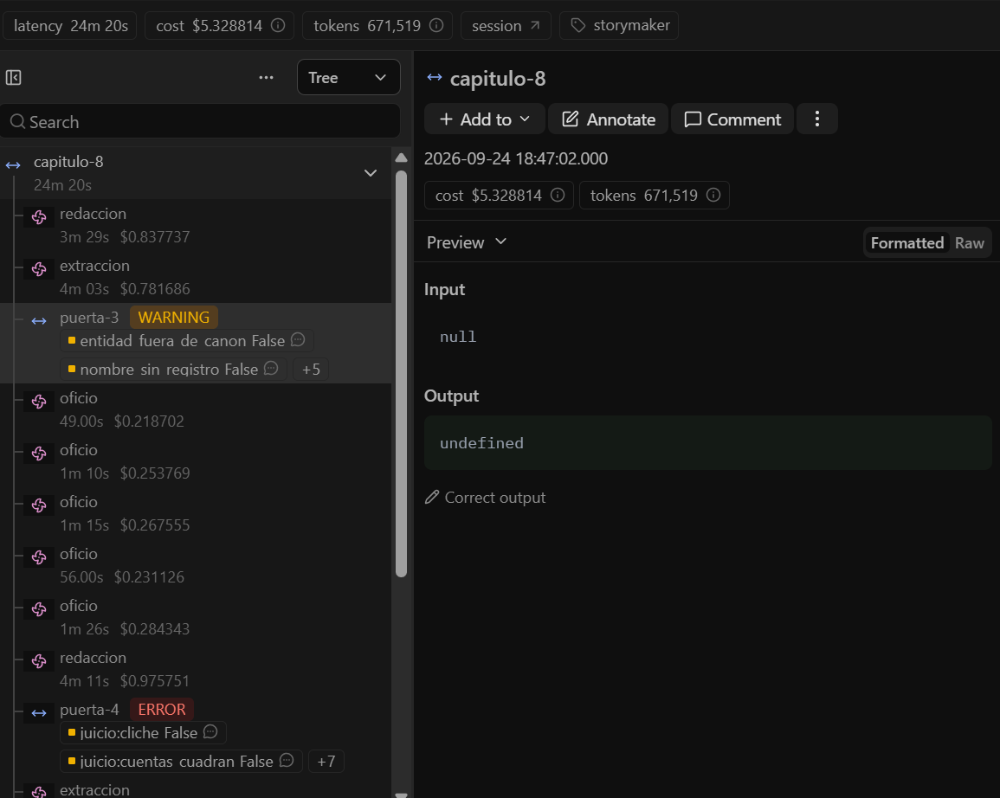 latency 24m 20s cost $5.328814 tokens 671,519 session storymaker
Tree
Search
capitulo-8
24m 20s
redaccion
3m 29s $0.837737
extraccion
4m 03s $0.781686
puerta-3 WARNING
entidad fuera de canon False
nombre sin registro False +5
oficio
49.00s $0.218702
oficio
1m 10s $0.253769
oficio
1m 15s $0.267555
oficio
56.00s $0.231126
oficio
1m 26s $0.284343
redaccion
4m 11s $0.975751
puerta-4 ERROR
juicio:cliche False
juicio:cuentas cuadran False +7
extraccion
capitulo-8
Add to Annotate Comment
2026-09-24 18:47:02.000
cost $5.328814 tokens 671,519
Preview Formatted Raw
Input
null
Output
undefined
Correct output